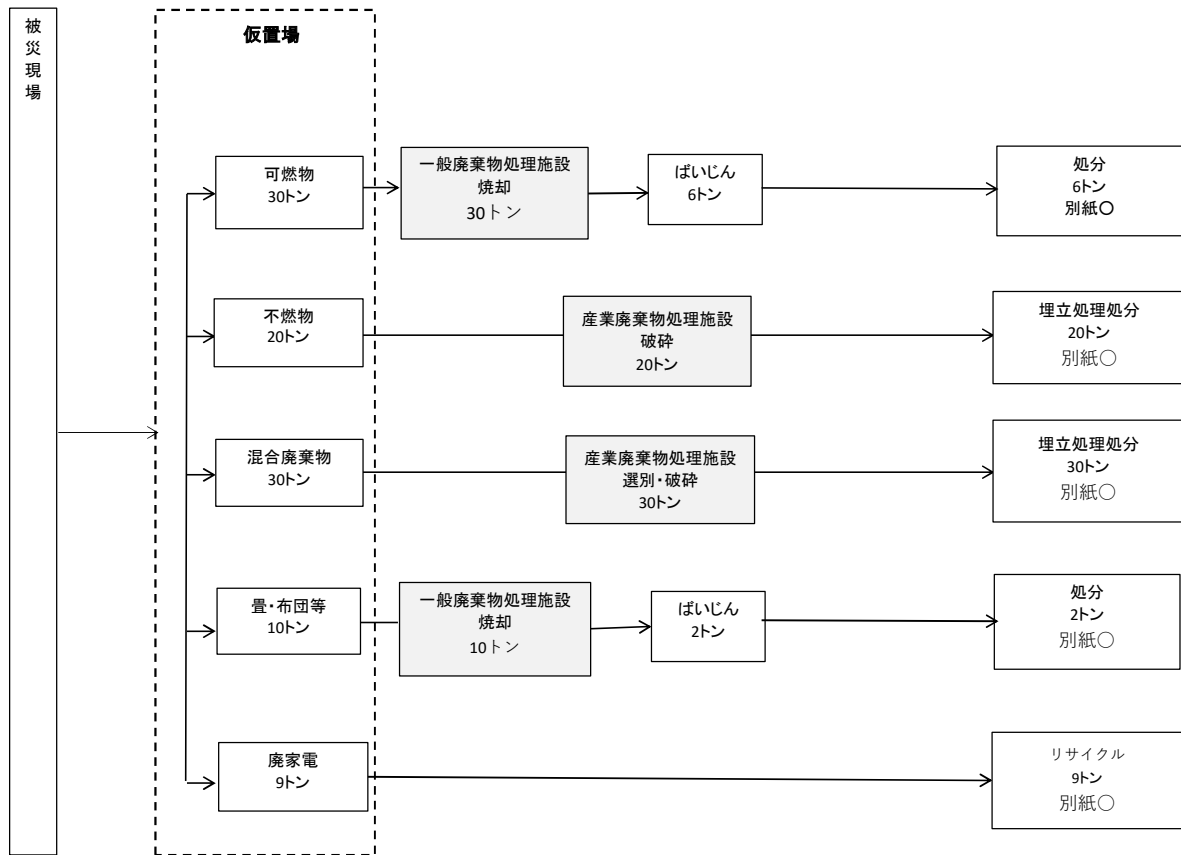 被災現場
仮置場
可燃物
30トン
一般廃棄物処理施設
焼却
30トン
ばいじん
6トン
処分
6トン
別紙〇
不燃物
20トン
産業廃棄物処理施設
破砕
20トン
埋立処理処分
20トン
別紙〇
混合廃棄物
30トン
産業廃棄物処理施設
選別・破砕
30トン
埋立処理処分
30トン
別紙〇
畳・布団等
10トン
一般廃棄物処理施設
焼却
10トン
ばいじん
2トン
処分
2トン
別紙〇
廃家電
9トン
リサイクル
9トン
別紙〇